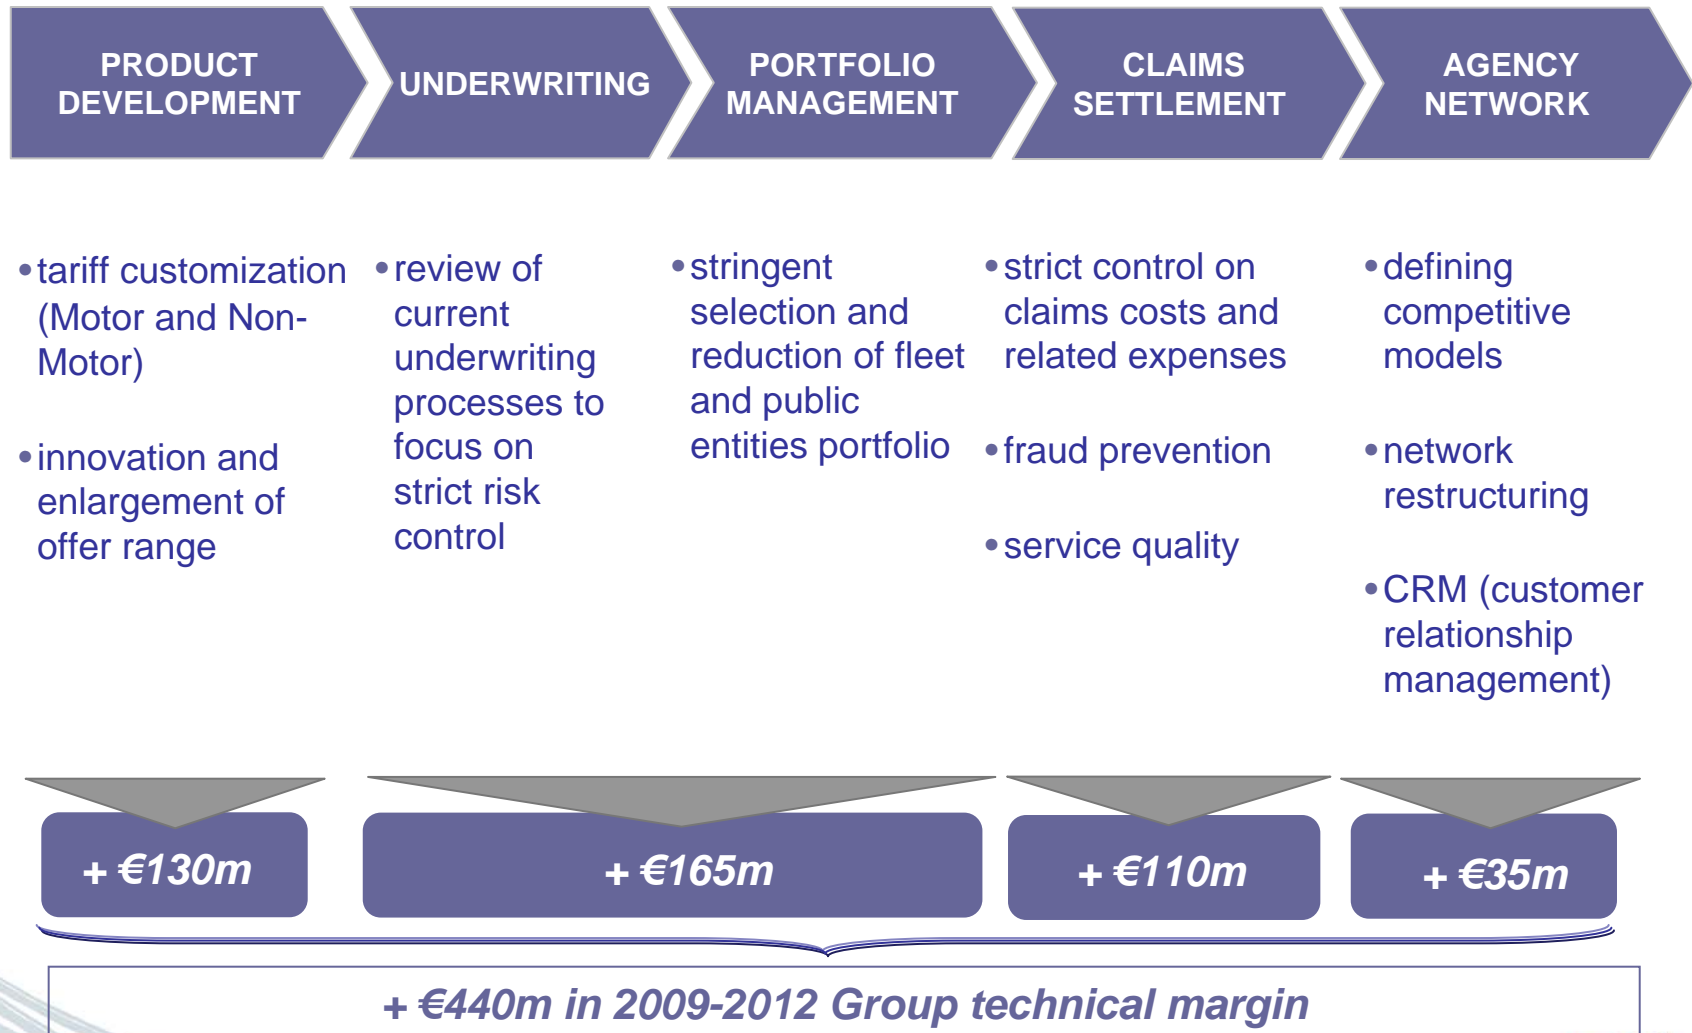 PRODUCT
DEVELOPMENT
UNDERWRITING
PORTFOLIO
MANAGEMENT
CLAIMS
SETTLEMENT
AGENCY
NETWORK
•tariff customization
(Motor and Non-
Motor)
•innovation and
enlargement of
offer range
•review of
current
underwriting
processes to
focus on
strict risk
control
•stringent
selection and
reduction of fleet
and public
entities portfolio
•strict control on
claims costs and
related expenses
•fraud prevention
•service quality
•defining
competitive
models
•network
restructuring
•CRM (customer
relationship
management)
+ €130m
+ €165m
+ €110m
+ €35m
+ €440m in 2009-2012 Group technical margin